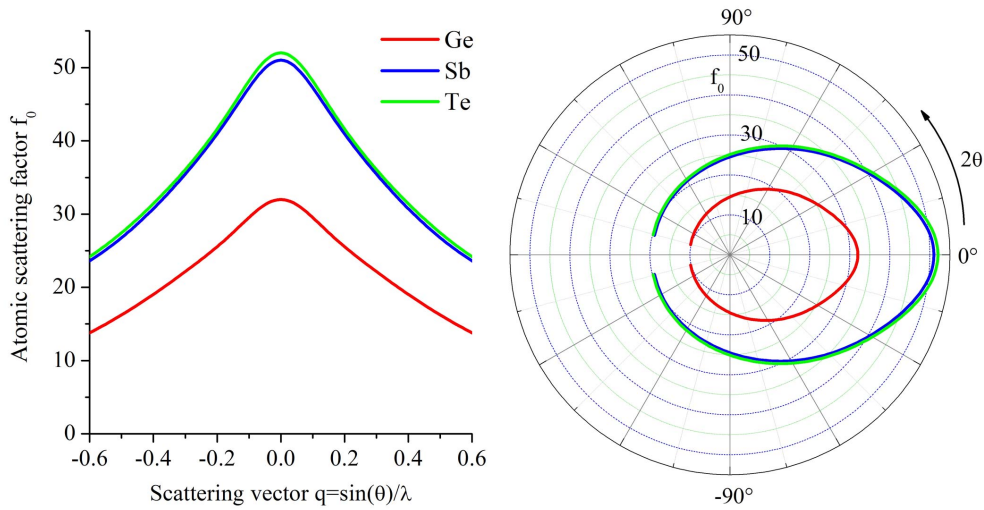 Atomic scattering factor f0
50
40
30
20
10
0
-0.6
-0.4
-0.2
0.0
0.2
0.4
0.6
Scattering vector q=sin(θ)/λ
Ge
Sb
Te
90°
50
f0
30
10
2θ
0°
-90°